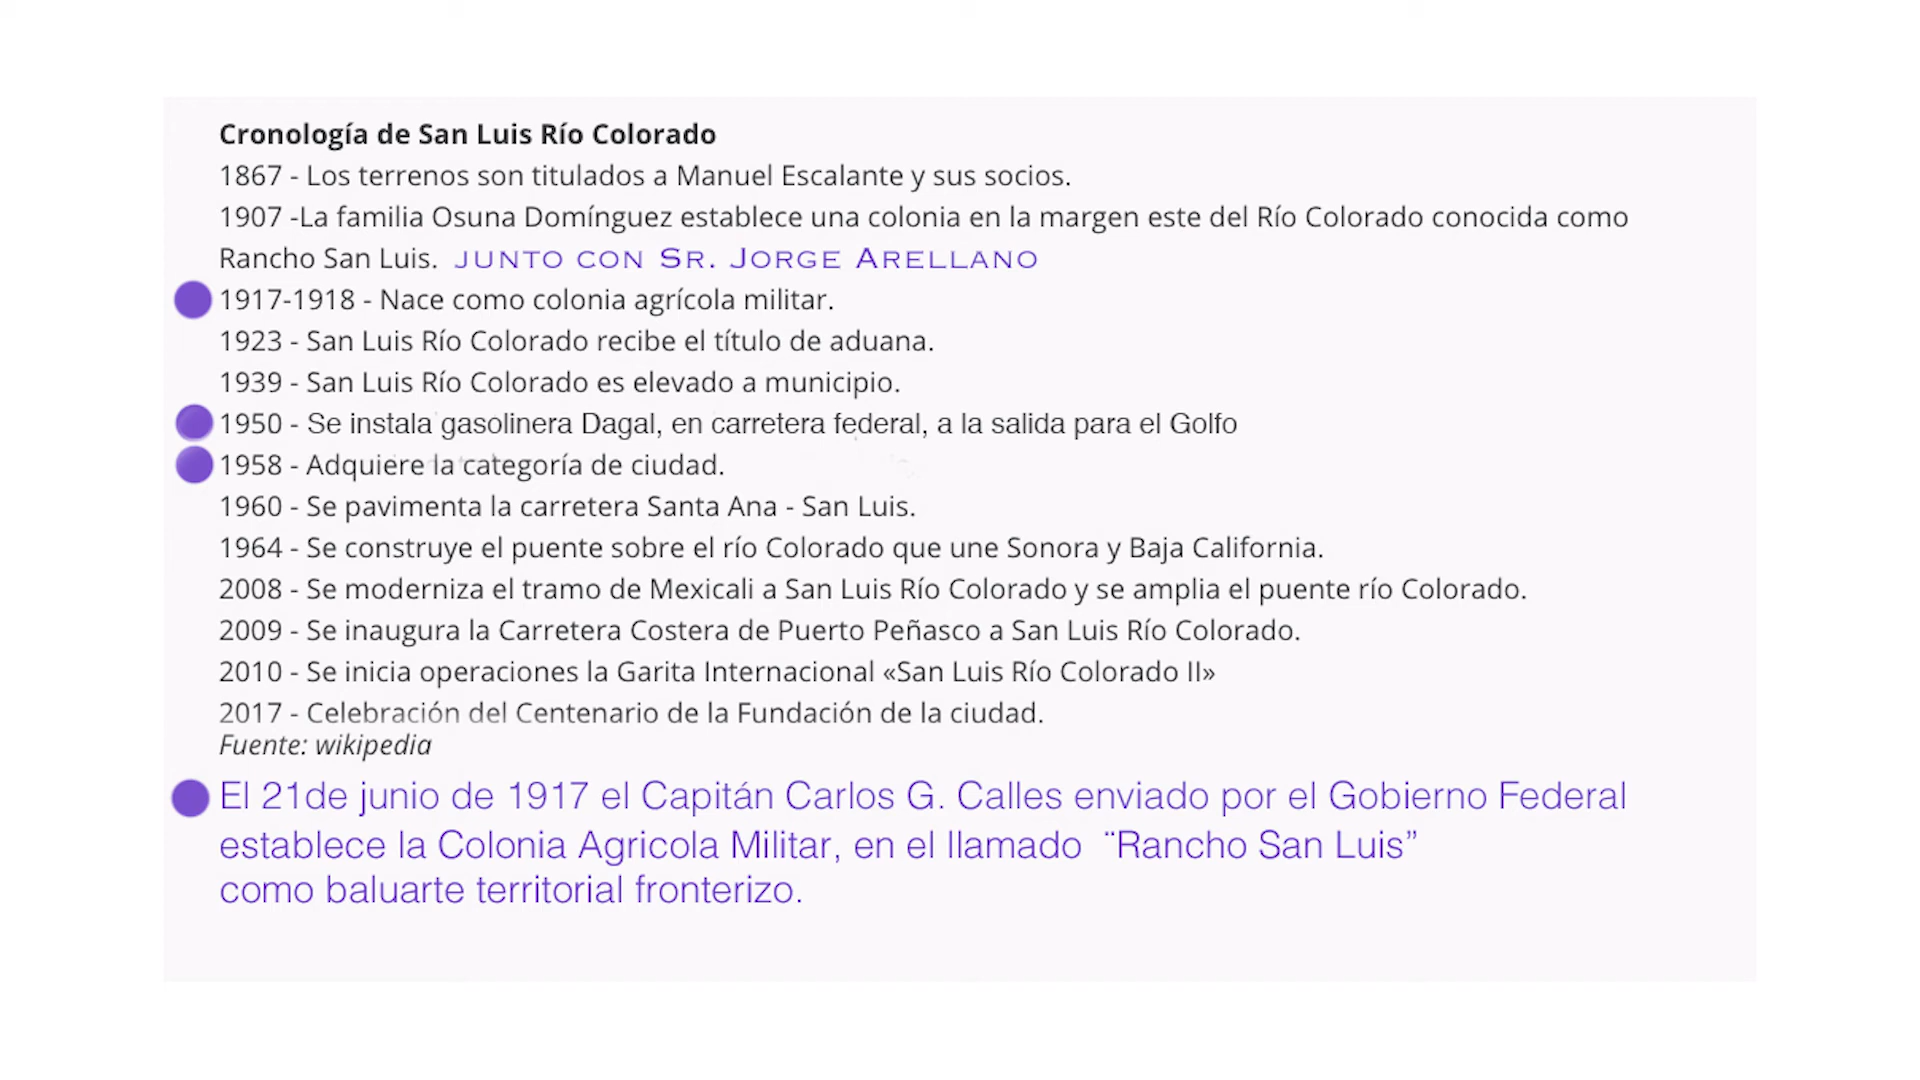 Cronología de San Luis Río Colorado
1867 - Los terrenos son titulados a Manuel Escalante y sus socios.
1907 -La familia Osuna Domínguez establece una colonia en la margen este del Río Colorado conocida como
Rancho San Luis. JUNTO CON SR. JORGE ARELLANO
1917-1918 - Nace como colonia agrícola militar.
1923 - San Luis Río Colorado recibe el título de aduana.
1939 - San Luis Río Colorado es elevado a municipio.
1950 - Se instala gasolinera Dagal, en carretera federal, a la salida para el Golfo
1958 - Adquiere la categoría de ciudad.
1960 - Se pavimenta la carretera Santa Ana - San Luis.
1964 - Se construye el puente sobre el río Colorado que une Sonora y Baja California.
2008 - Se moderniza el tramo de Mexicali a San Luis Río Colorado y se amplia el puente río Colorado.
2009 - Se inaugura la Carretera Costera de Puerto Peñasco a San Luis Río Colorado.
2010 - Se inicia operaciones la Garita Internacional «San Luis Río Colorado II»
2017 - Celebración del Centenario de la Fundación de la ciudad.
Fuente: wikipedia
El 21de junio de 1917 el Capitán Carlos G. Calles enviado por el Gobierno Federal
establece la Colonia Agricola Militar, en el llamado ¨Rancho San Luis”
como baluarte territorial fronterizo.